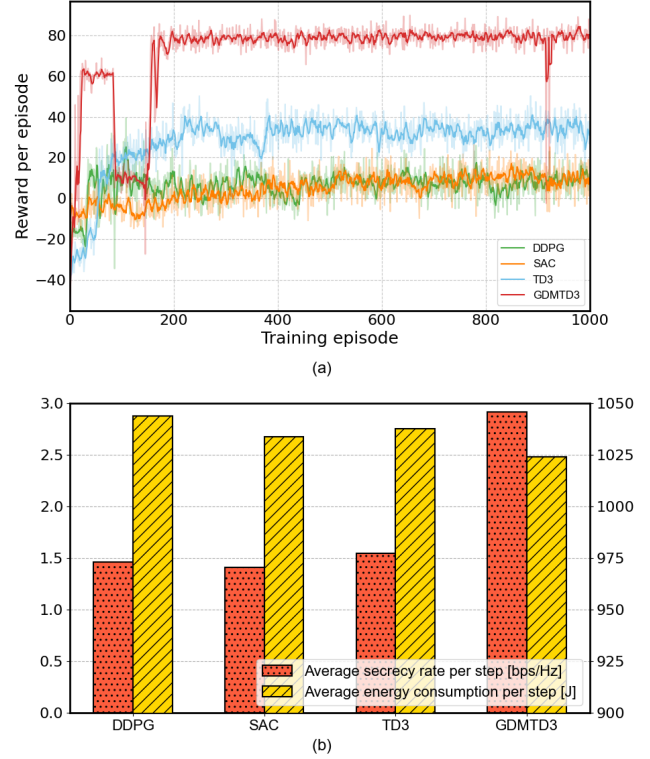 Reward per episode
80
60
40
20
0
−20
−40
DDPG
SAC
TD3
GDMTD3
0 200 400 600 800 1000
Training episode
(a)
3.0
2.5
2.0
1.5
1.0
0.5
0.0
1050
1025
1000
975
950
925
900
Average secrecy rate per step [bps/Hz]
Average energy consumption per step [J]
DDPG SAC TD3 GDMTD3
(b)